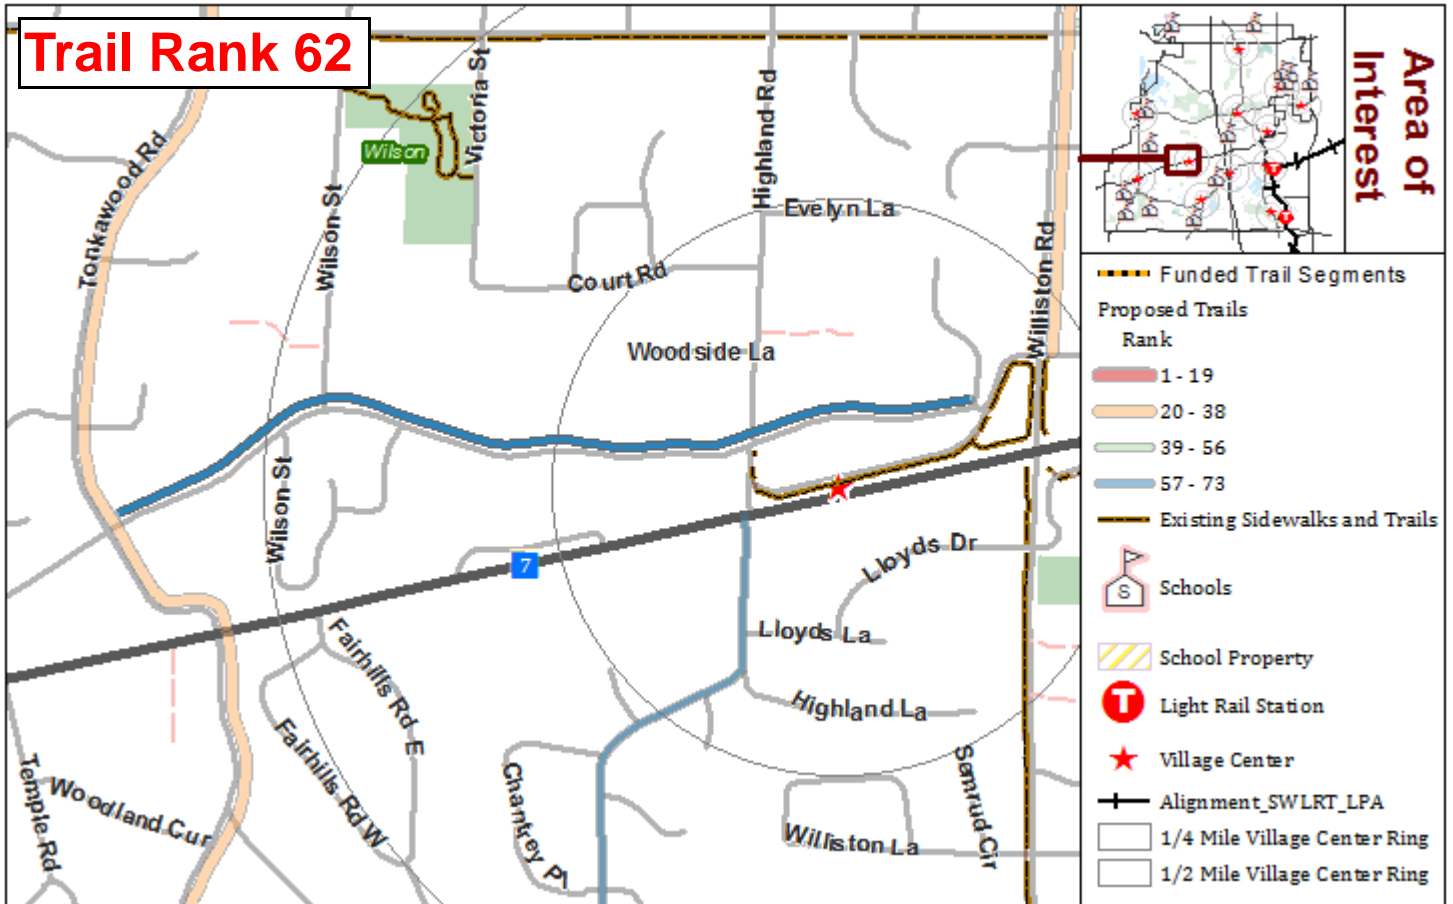 Trail Rank 62
Area of
Interest
Tonkawood Rd
Wilson
Wilson St
Victoria St
Highland Rd
Evelyn La
Court Rd
Woodside La
Williston Rd
Wilson St
7
Lloyds Dr
Lloyds La
Highland La
Fairhills Rd E
Fairhills Rd W
Temple Rd
Woodland Cur
Chantrey Pl
Semrud Cir
Williston La
Funded Trail Segments
Proposed Trails
Rank
1 - 19
20 - 38
39 - 56
57 - 73
Existing Sidewalks and Trails
S
Schools
School Property
T
Light Rail Station
Village Center
Alignment_SWLRT_LPA
1/4 Mile Village Center Ring
1/2 Mile Village Center Ring
T
T